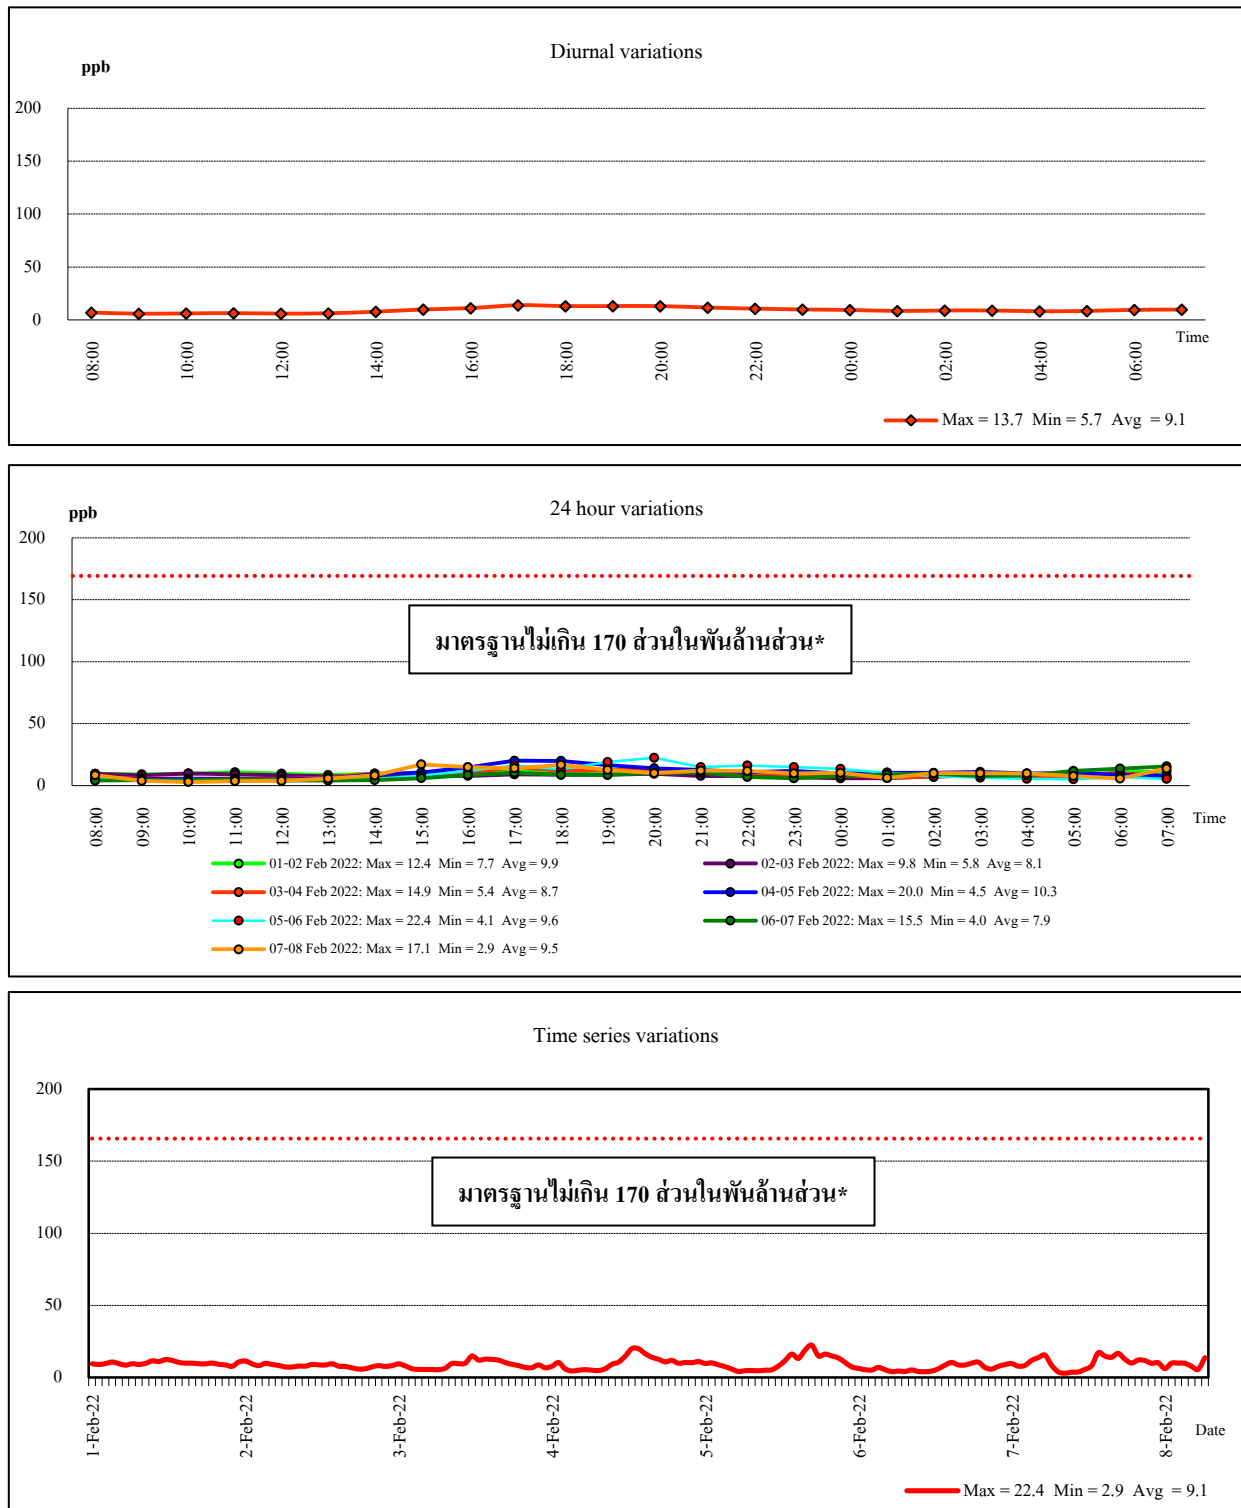 Diurnal variations
ppb
200
150
100
50
0
Time
08:00 10:00 12:00 14:00 16:00 18:00 20:00 22:00 00:00 02:00 04:00 06:00
Max = 13.7 Min = 5.7 Avg = 9.1
24 hour variations
ppb
200
150
มาตรฐานไม่เกิน 170 ส่วนในพันล้านส่วน*
100
50
0
Time
08:00 09:00 10:00 11:00 12:00 13:00 14:00 15:00 16:00 17:00 18:00 19:00 20:00 21:00 22:00 23:00 00:00 01:00 02:00 03:00 04:00 05:00 06:00 07:00
01-02 Feb 2022: Max = 12.4 Min = 7.7 Avg = 9.9
02-03 Feb 2022: Max = 9.8 Min = 5.8 Avg = 8.1
03-04 Feb 2022: Max = 14.9 Min = 5.4 Avg = 8.7
04-05 Feb 2022: Max = 20.0 Min = 4.5 Avg = 10.3
05-06 Feb 2022: Max = 22.4 Min = 4.1 Avg = 9.6
06-07 Feb 2022: Max = 15.5 Min = 4.0 Avg = 7.9
07-08 Feb 2022: Max = 17.1 Min = 2.9 Avg = 9.5
Time series variations
200
150
มาตรฐานไม่เกิน 170 ส่วนในพันล้านส่วน*
100
50
0
1-Feb-22 2-Feb-22 3-Feb-22 4-Feb-22 5-Feb-22 6-Feb-22 7-Feb-22 8-Feb-22
Date
Max = 22.4 Min = 2.9 Avg = 9.1